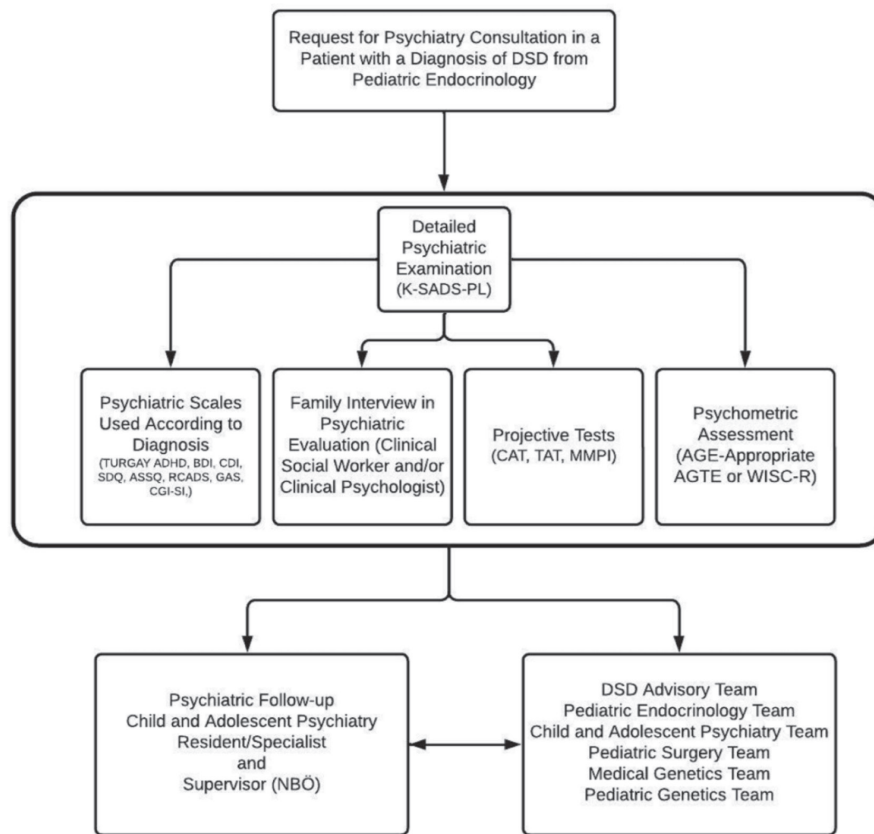 Request for Psychiatry Consultation in a
Patient with a Diagnosis of DSD from
Pediatric Endocrinology
Detailed
Psychiatric
Examination
(K-SADS-PL)
Psychiatric Scales
Used According to
Diagnosis
(TURGAY ADHD, BDI, CDI,
SDQ, ASSQ, RCADS, GAS,
CGI-SI,)
Family Interview in
Psychiatric
Evaluation (Clinical
Social Worker and/or
Clinical Psychologist)
Projective Tests
(CAT, TAT, MMPI)
Psychometric
Assessment
(AGE-Appropriate
AGTE or WISC-R)
Psychiatric Follow-up
Child and Adolescent Psychiatry
Resident/Specialist
and
Supervisor (NBÖ)
DSD Advisory Team
Pediatric Endocrinology Team
Child and Adolescent Psychiatry Team
Pediatric Surgery Team
Medical Genetics Team
Pediatric Genetics Team